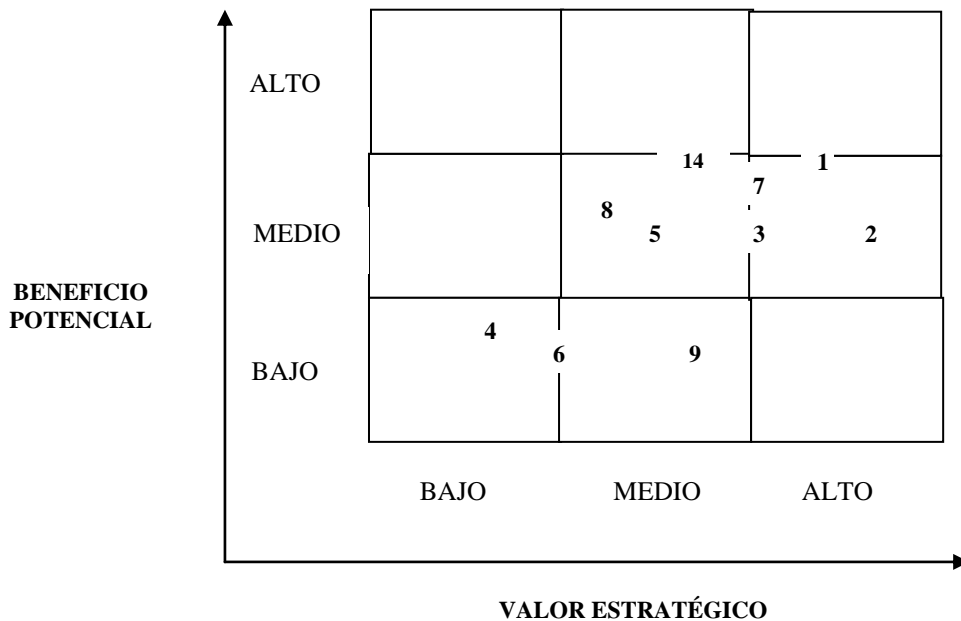 ALTO
14
1
7
8
MEDIO
5
3
2
BENEFICIO
POTENCIAL
4
6
9
BAJO
BAJO
MEDIO
ALTO
VALOR ESTRATÉGICO